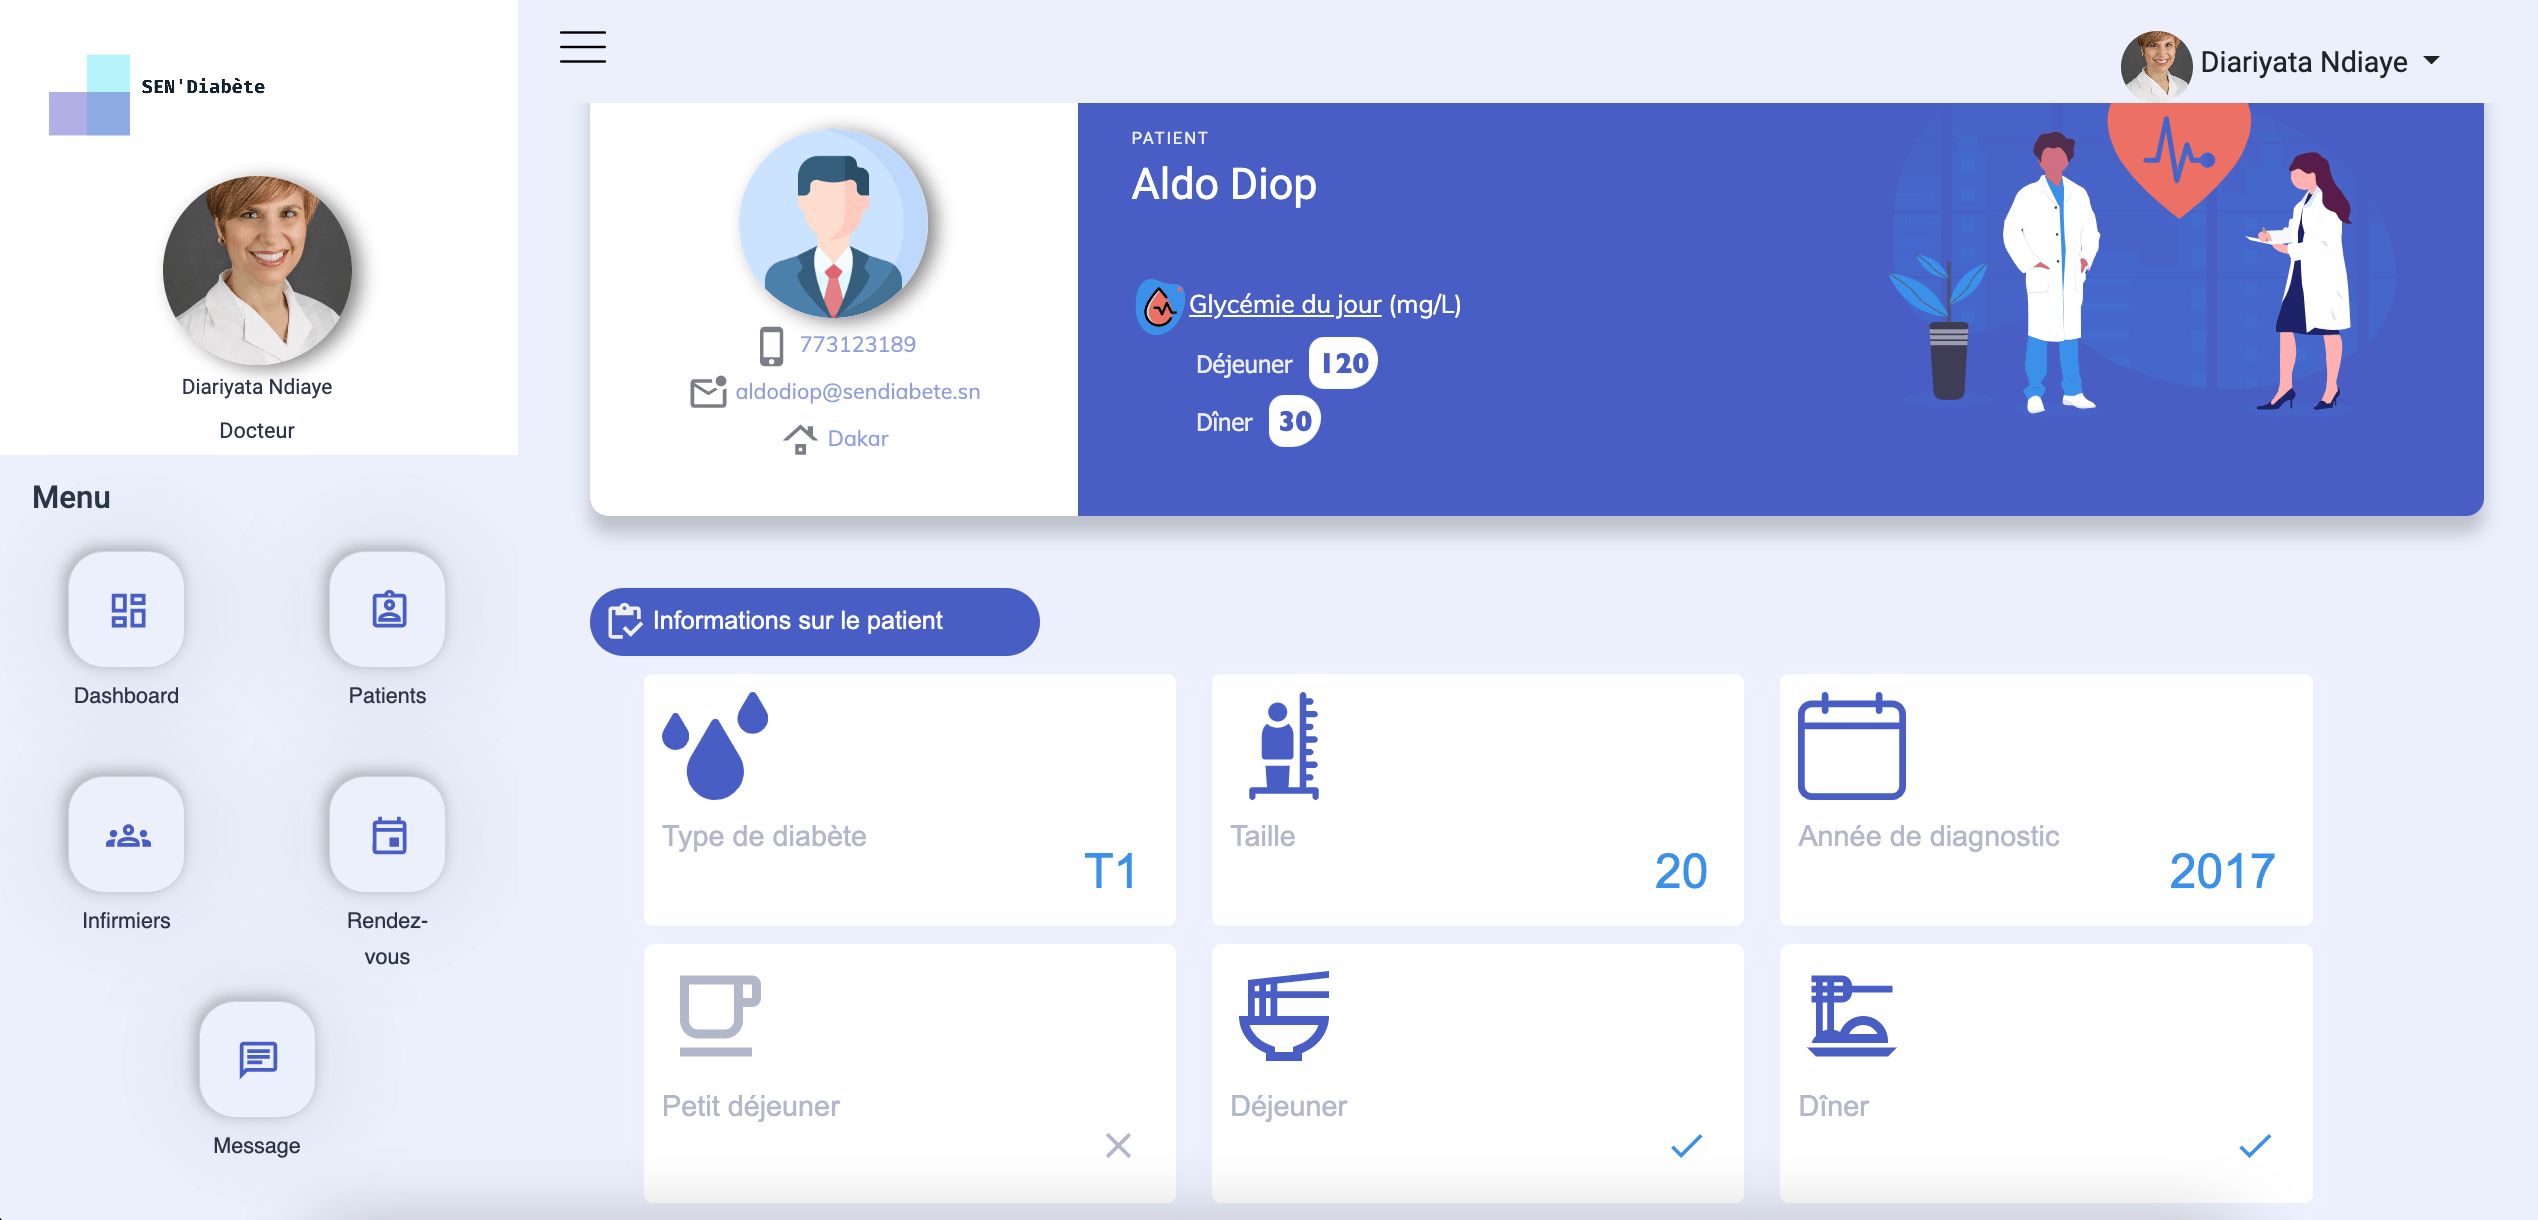 SEN'Diabète
Diariyata Ndiaye
Docteur
Menu
Dashboard
Patients
Infirmiers
Rendez-
vous
Message
Diariyata Ndiaye
773123189
aldodiop@sendiabete.sn
Dakar
PATIENT
Aldo Diop
Glycémie du jour (mg/L)
Déjeuner 120
Dîner 30
Informations sur le patient
Type de diabète
T1
Taille
20
Année de diagnostic
2017
Petit déjeuner
Déjeuner
Dîner